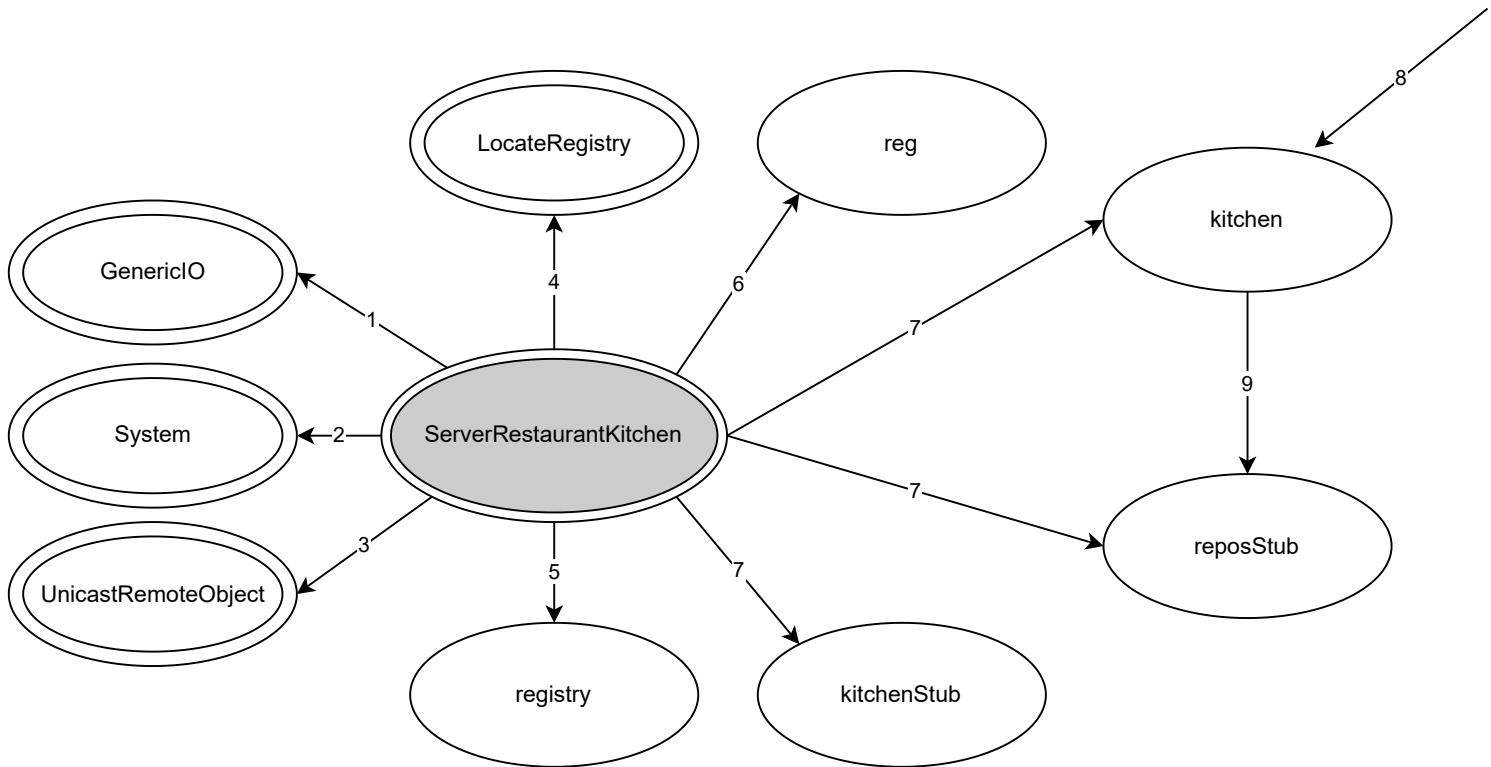 8
LocateRegistry
reg
kitchen
GenericIO
4
6
1
7
9
System
2
ServerRestaurantKitchen
7
3
5
7
reposStub
UnicastRemoteObject
registry
kitchenStub